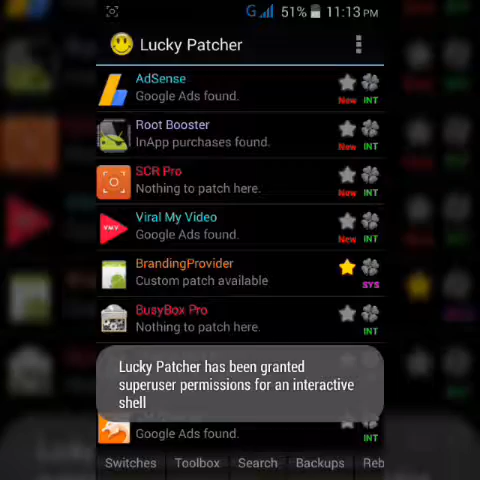 G 51% 11:13 PM
Lucky Patcher
AdSense
Google Ads found.
New INT
Root Booster
InApp purchases found.
New INT
SCR Pro
Nothing to patch here.
New INT
Viral My Video
VMV
Google Ads found.
New INT
BrandingProvider
Custom patch available
SYS
BusyBox Pro
Nothing to patch here.
INT
Lucky Patcher has been granted
superuser permissions for an interactive
shell
Google Ads found.
INT
Switches Toolbox Search Backups Reb